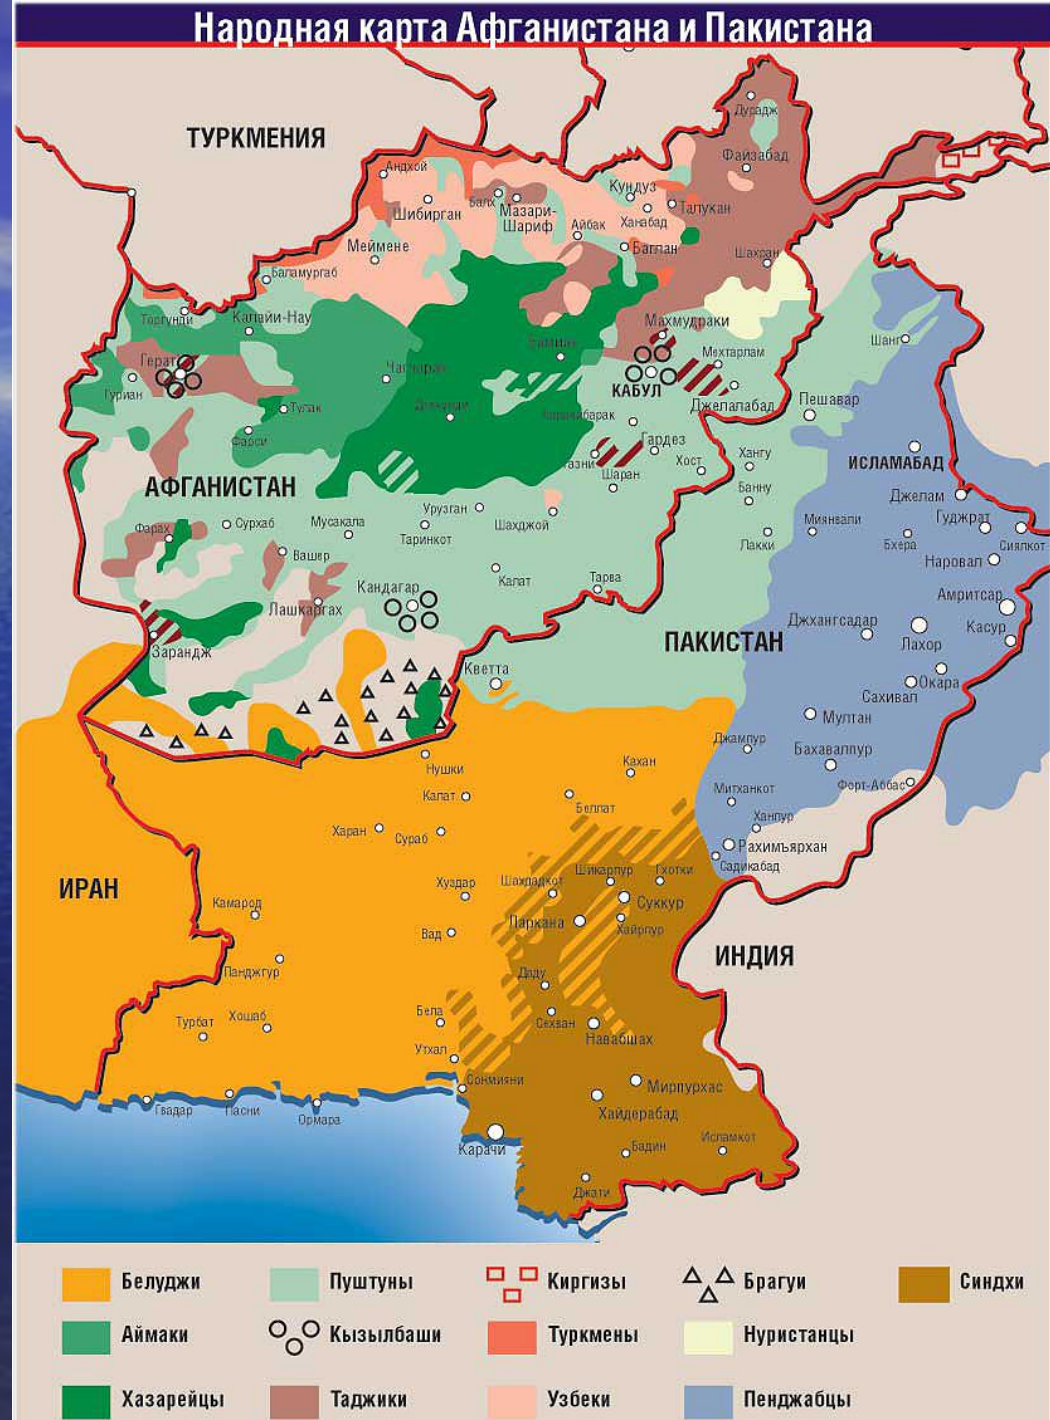 Народная карта Афганистана и Пакистана
ТУРКМЕНИЯ
Дурадж
Файзабад
Андхой
Шибирган
Балх
Мазари-
Шариф
Кундуз
Ханабад
Талукан
Айбак
Баглан
Меймене
Шахран
Баламургаб
Торгунди
Калайи-Нау
Махмудраки
Шанг
Герат
Мехтарлам
Гуриан
КАБУЛ
Джелалабад
Пешавар
Тулак
Фарси
Гардез
Хост
Хангу
ИСЛАМАБАД
Газни
Шаран
АФГАНИСТАН
Банну
Джелам
Урузган
Гуджрат
Фарах
Сурхаб
Мусакала
Таринкот
Шахджой
Миянвали
Лакки
Бхера
Сиялкот
Вашер
Наровал
Кандагар
Калат
Тарва
Амритсар
Лашкаргах
Джхангсадар
Лахор
Касур
ПАКИСТАН
Зарандж
Кветта
Окара
Сахивал
Мултан
Джампур
Бахавалпур
Нушки
Кахан
Форт-Аббас
Калат
Беллат
Митханкот
Ханпур
Харан
Сураб
Рахимъярхан
Садикабад
ИРАН
Хуздар
Шахдадкот
Шикарпур
Гхотки
Камарод
Суккур
Паркана
Хайрпур
Вад
ИНДИЯ
Панджгур
Даду
Турбат
Хошаб
Бела
Сехван
Навабшах
Утхал
Сонмияни
Мирпурхас
Гвадар
Пасни
Ормара
Хайдерабад
Карачи
Бадин
Исламкот
Джати
Белуджи
Пуштуны
Киргизы
Брагуи
Синдхи
Аймаки
Кызылбаши
Туркмены
Нуристанцы
Хазарейцы
Таджики
Узбеки
Пенджабцы